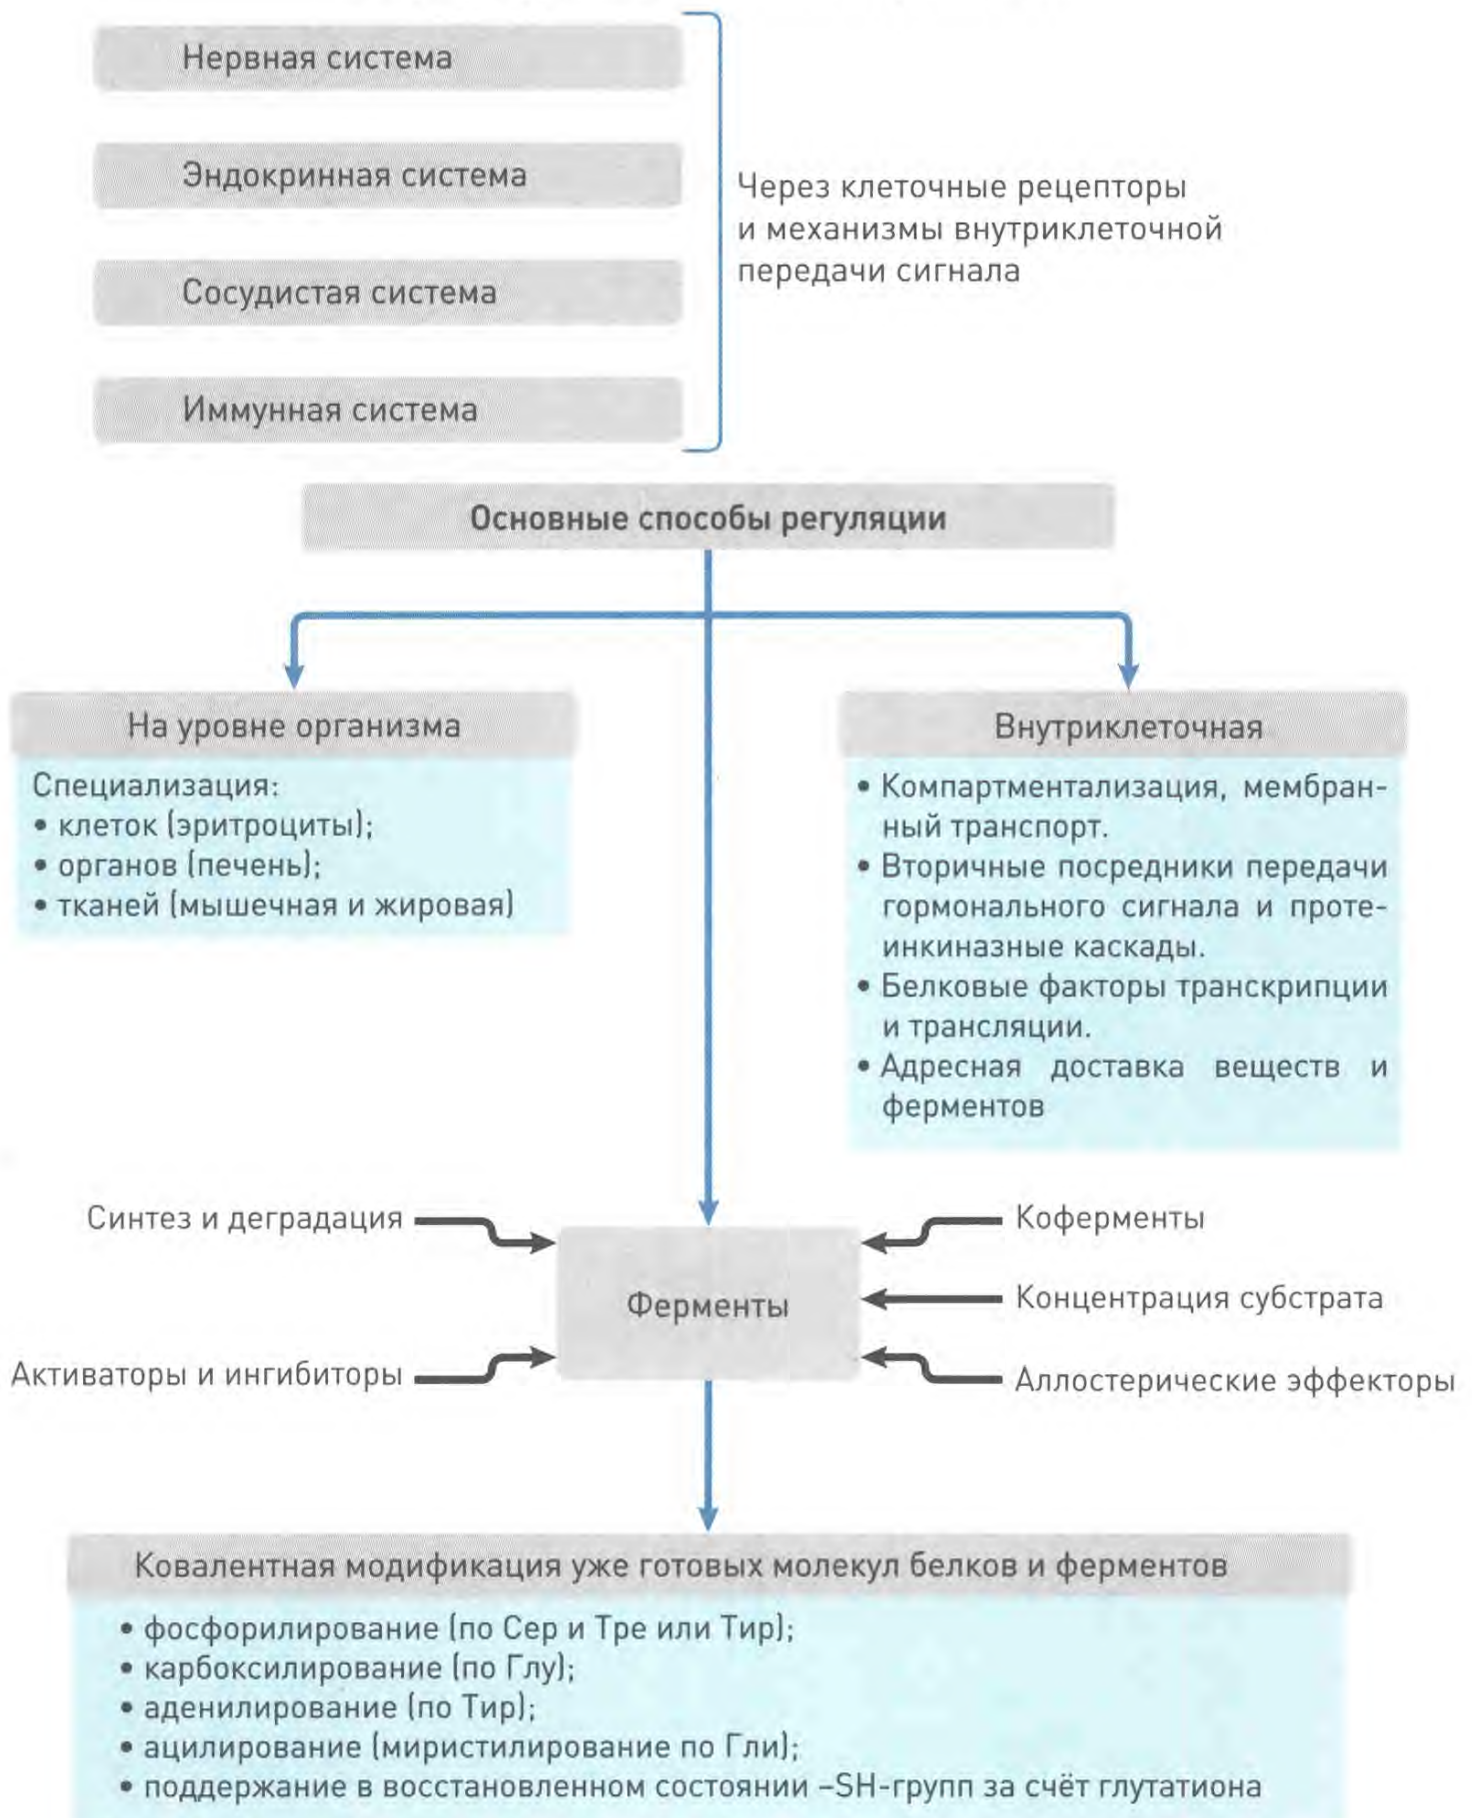 Нервная система
Эндокринная система
Сосудистая система
Иммунная система
Через клеточные рецепторы
и механизмы внутриклеточной
передачи сигнала
Основные способы регуляции
На уровне организма
Специализация:
• клеток (эритроциты);
• органов (печень);
• тканей (мышечная и жировая)
Внутриклеточная
• Компартментализация, мембран-
ный транспорт.
• Вторичные посредники передачи
гормонального сигнала и проте-
инкиназные каскады.
• Белковые факторы транскрипции
и трансляции.
• Адресная доставка веществ и
ферментов
Синтез и деградация
Активаторы и ингибиторы
Ферменты
Коферменты
Концентрация субстрата
Аллостерические эффекторы
Ковалентная модификация уже готовых молекул белков и ферментов
• фосфорилирование (по Сер и Тре или Тир);
• карбоксилирование (по Глу);
• аденилирование (по Тир);
• ацилирование (миристилирование по Гли);
• поддержание в восстановленном состоянии –SH-групп за счёт глутатиона